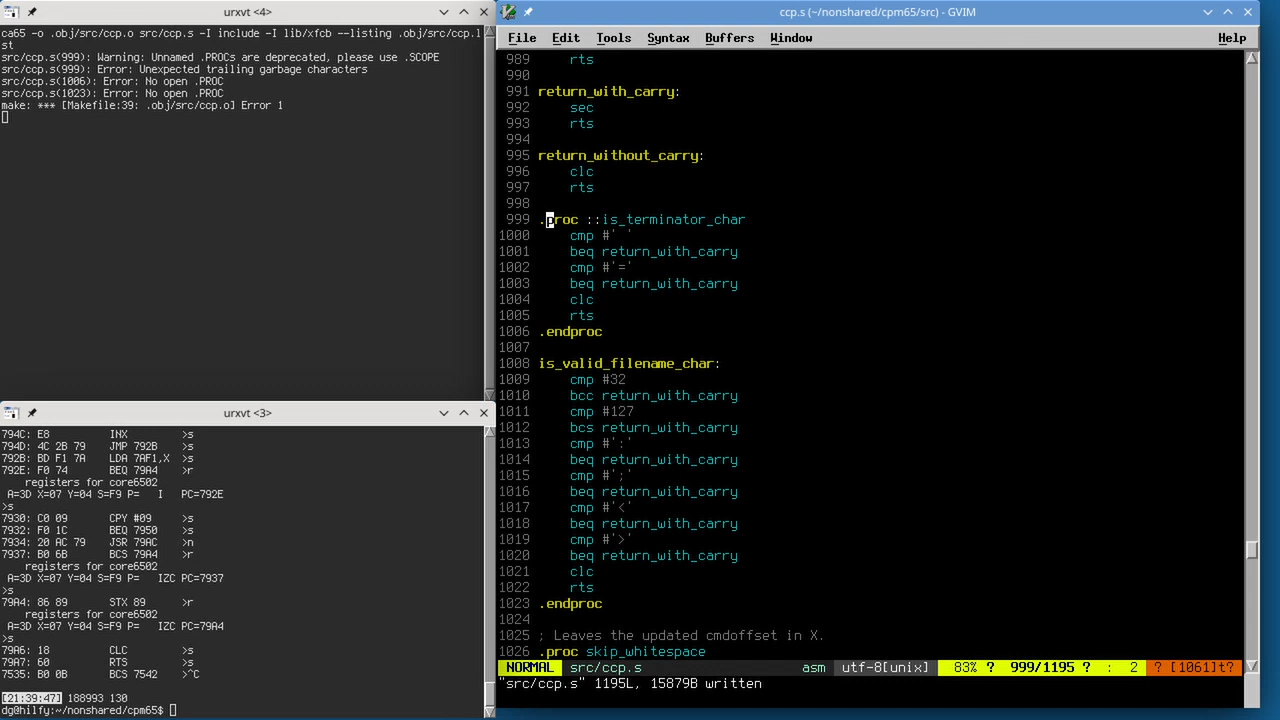 urxvt <4>
ca65 -o .obj/src/ccp.o src/ccp.s -I include -I lib/xfcb --listing .obj/src/ccp.l
st
src/ccp.s(999): Warning: Unnamed .PROCs are deprecated, please use .SCOPE
src/ccp.s(999): Error: Unexpected trailing garbage characters
src/ccp.s(1006): Error: No open .PROC
src/ccp.s(1023): Error: No open .PROC
make: *** [Makefile:39: .obj/src/ccp.o] Error 1
urxvt <3>
794C: E8 INX >s
794D: 4C 2B 79 JMP 792B >s
792B: BD F1 7A LDA 7AF1,X >s
792E: F0 74 BEQ 79A4 >r
registers for core6502
A=3D X=07 Y=04 S=F9 P= I PC=792E
>s
7930: C0 09 CPY #09 >s
7932: F0 1C BEQ 7950 >s
7934: 20 AC 79 JSR 79AC >n
7937: B0 6B BCS 79A4 >r
registers for core6502
A=3D X=07 Y=04 S=F9 P= IZC PC=7937
>s
79A4: 86 89 STX 89 >r
registers for core6502
A=3D X=07 Y=04 S=F9 P= IZC PC=79A4
>s
79A6: 18 CLC >s
79A7: 60 RTS >s
7535: B0 0B BCS 7542 >^C
[21:39:47] 188993 130
dg@hilfy:~/nonshared/cpm65$
ccp.s (~/nonshared/cpm65/src) - GVIM
File Edit Tools Syntax Buffers Window Help
989 rts
990
991 return_with_carry:
992 sec
993 rts
994
995 return_without_carry:
996 clc
997 rts
998
999 .proc ::is_terminator_char
1000 cmp #' '
1001 beq return_with_carry
1002 cmp #'='
1003 beq return_with_carry
1004 clc
1005 rts
1006 .endproc
1007
1008 is_valid_filename_char:
1009 cmp #32
1010 bcc return_with_carry
1011 cmp #127
1012 bcs return_with_carry
1013 cmp #':'
1014 beq return_with_carry
1015 cmp #';'
1016 beq return_with_carry
1017 cmp #'<'
1018 beq return_with_carry
1019 cmp #'>'
1020 beq return_with_carry
1021 clc
1022 rts
1023 .endproc
1024
1025 ; Leaves the updated cmdoffset in X.
1026 .proc skip_whitespace
NORMAL src/ccp.s asm utf-8[unix] 83% ? 999/1195 ? : 2 ? [1061]t?
"src/ccp.s" 1195L, 15879B written